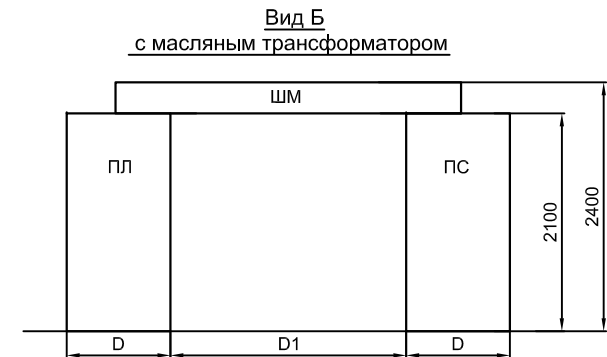 Вид Б
с масляным трансформатором
ШМ
ПЛ
ПС
2100
2400
D
D1
D